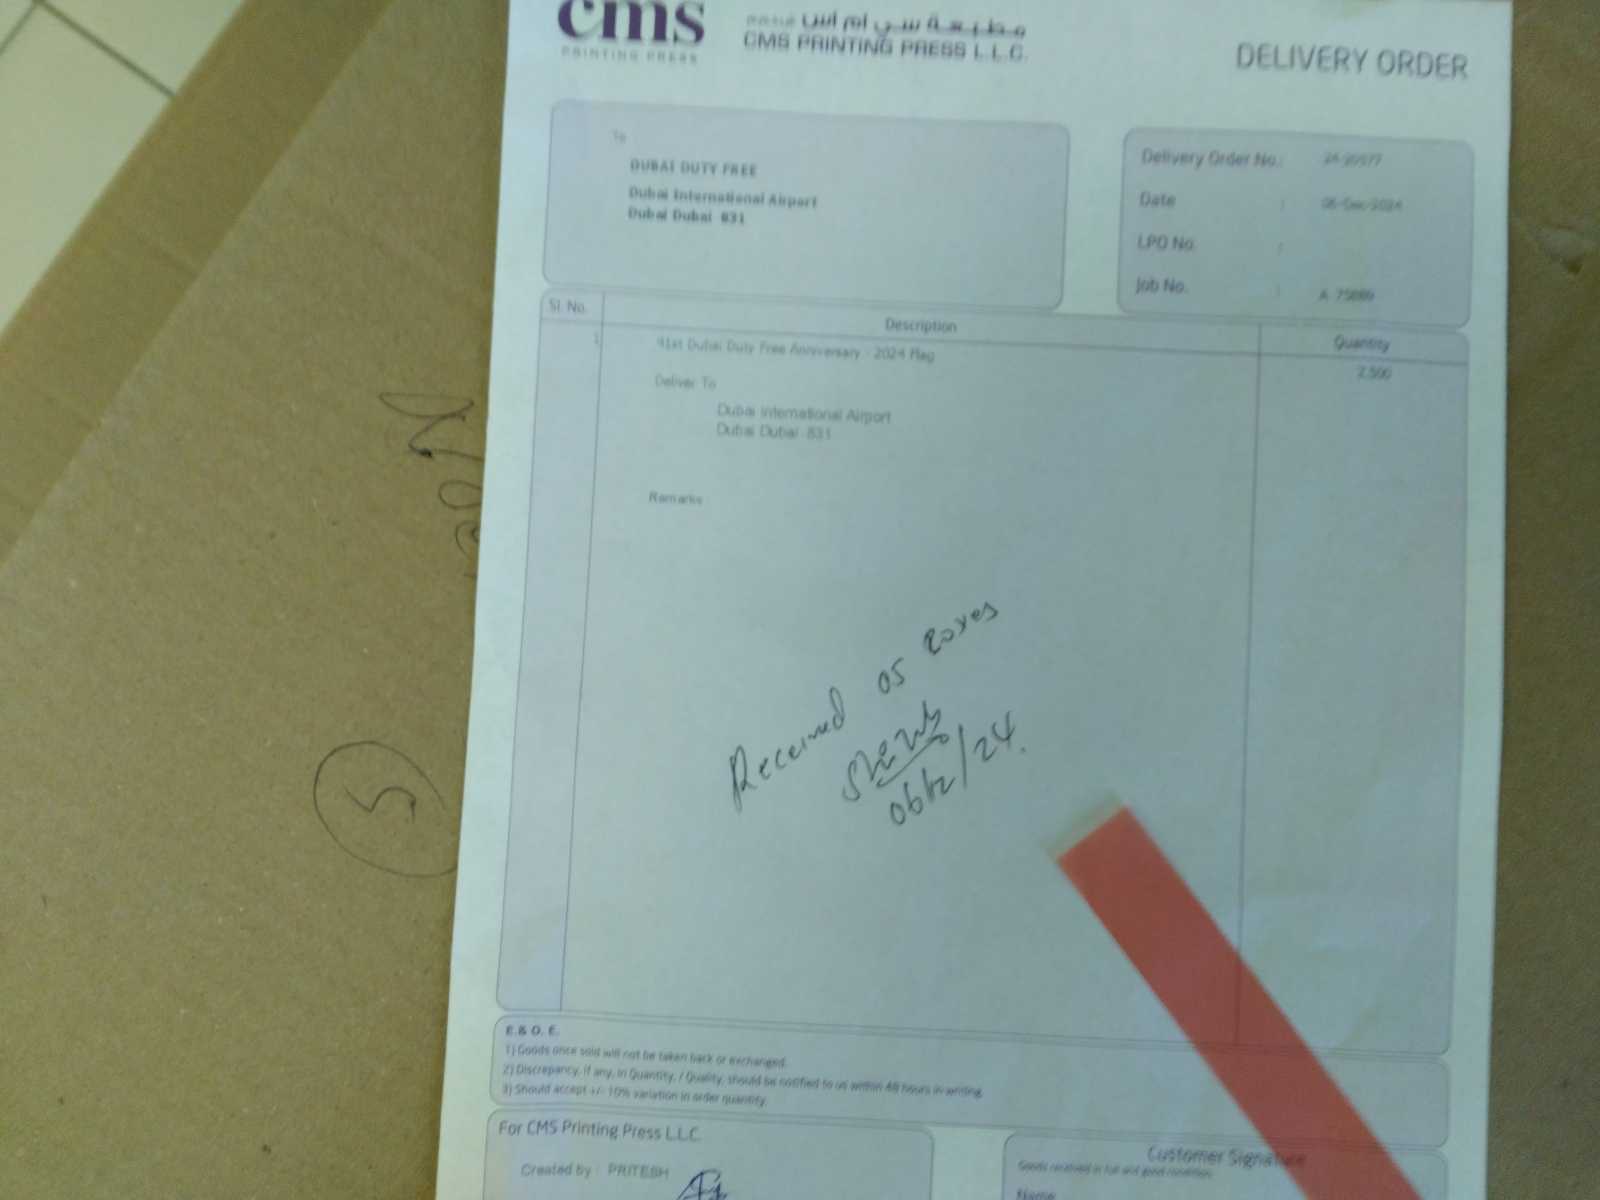 cms
PRINTING PRESS
مطبعة سي ام اس
CMS PRINTING PRESS L.L.C.
DELIVERY ORDER
To
DUBAI DUTY FREE
Dubai International Airport
Dubai Dubai 831
Delivery Order No.:
Date :
LPO No. :
Job No. : A
Sl. No.
Description
Quantity
1
41st Dubai Duty Free Anniversary - 2024 Mag
2,500
Deliver To
Dubai International Airport
Dubai Dubai 831
Remarks
Received 05 Boxes
06/12/24.
5
E. & O. E.
1) Goods once sold will not be taken back or exchanged.
2) Discrepancy, if any, in Quantity, / Quality, should be notified to us within 48 hours in writing.
3) Should accept +/- 10% variation in order quantity.
For CMS Printing Press L.L.C.
Created by : PRITESH
Customer Signature
Goods received in full and good condition.
Name